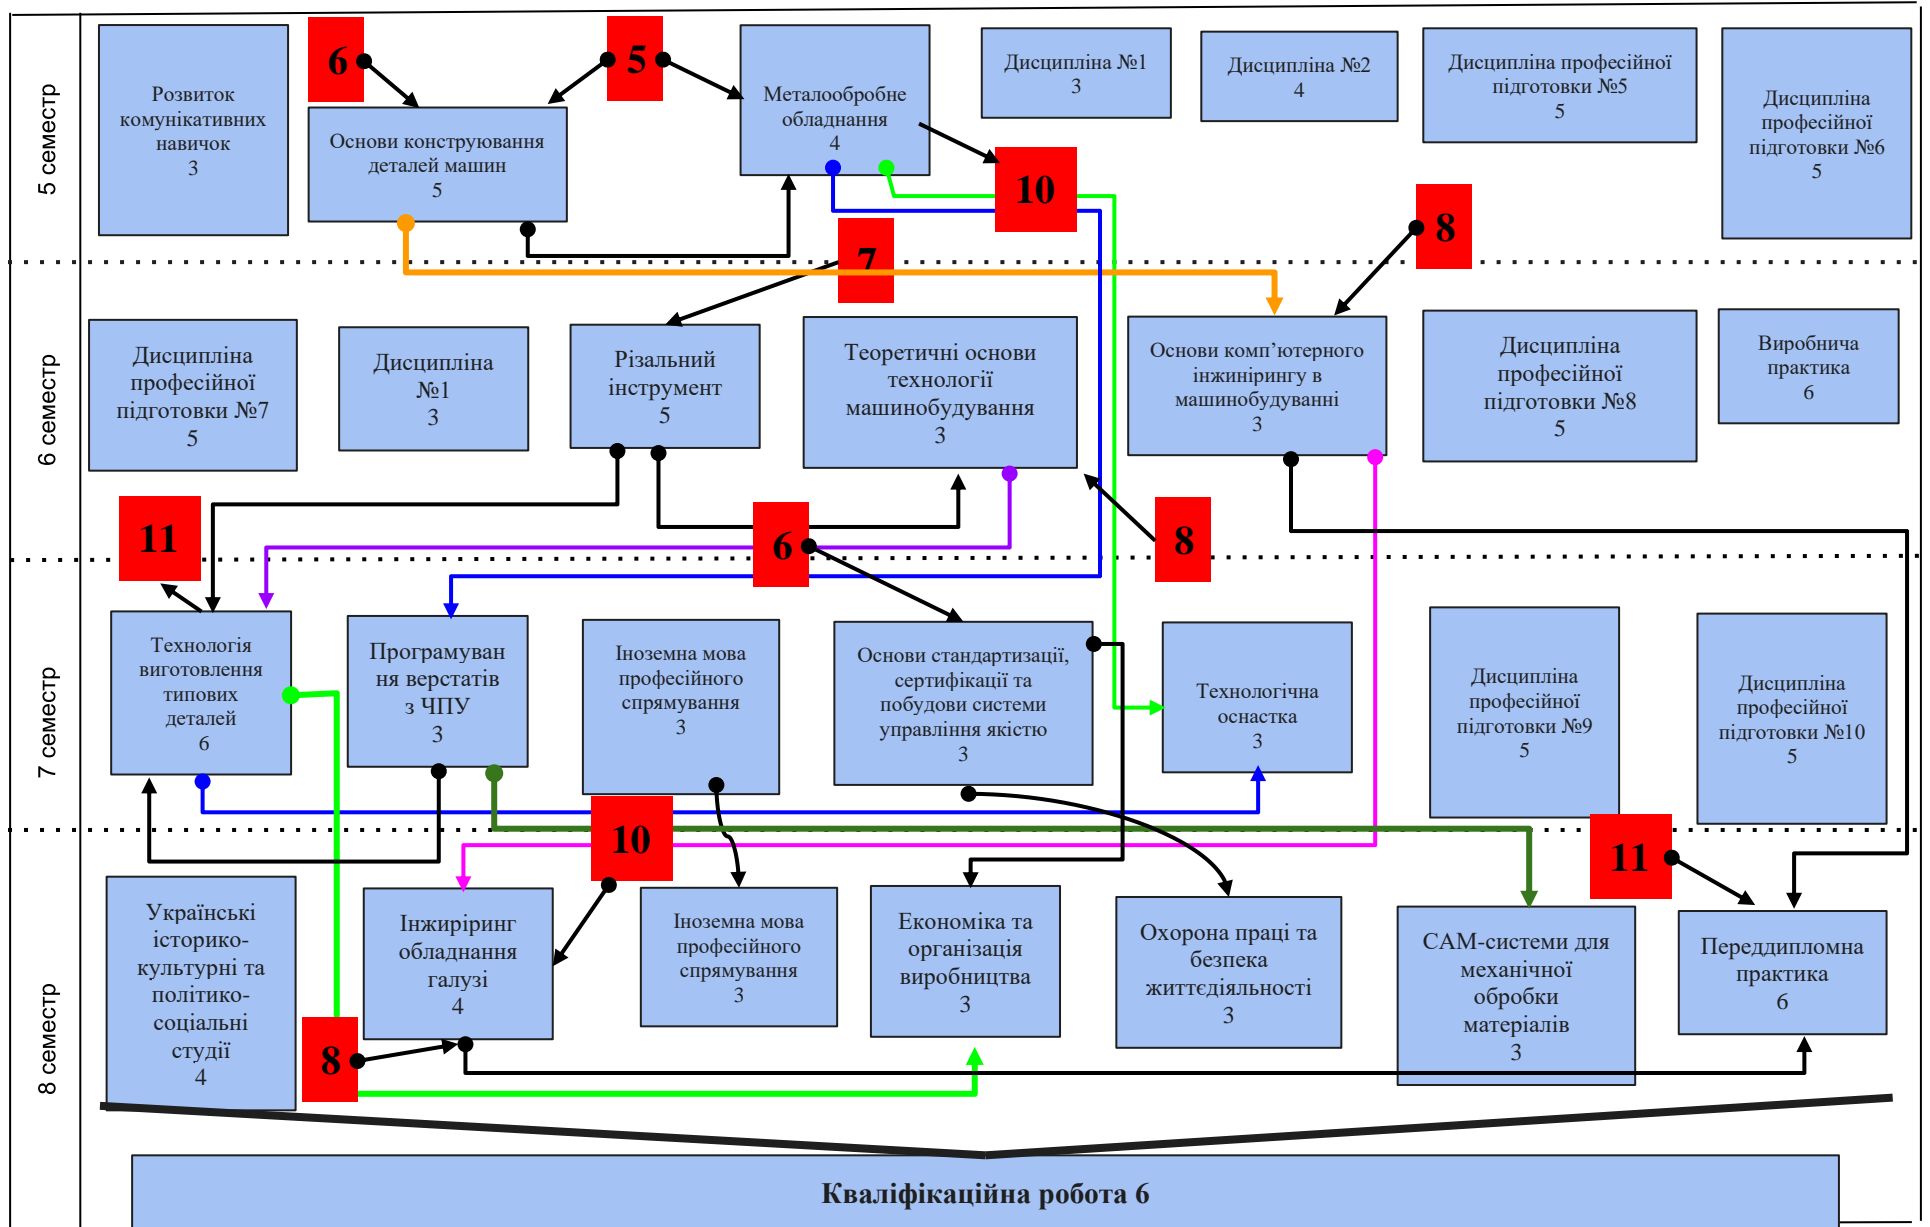 5 семестр
Розвиток
комунікативних
навичок
3
6
Основи конструювання
деталей машин
5
5
Металообробне
обладнання
4
10
Дисципліна №1
3
Дисципліна №2
4
Дисципліна професійної
підготовки №5
5
8
Дисципліна
професійної
підготовки №6
5
7
6 семестр
Дисципліна
професійної
підготовки №7
5
Дисципліна
№1
3
Різальний
інструмент
5
Теоретичні основи
технології
машинобудування
3
Основи комп’ютерного
інжинірингу в
машинобудуванні
3
Дисципліна
професійної
підготовки №8
5
Виробнича
практика
6
11
6
8
7 семестр
Технологія
виготовлення
типових
деталей
6
Програмуван
ня верстатів
з ЧПУ
3
Іноземна мова
професійного
спрямування
3
Основи стандартизації,
сертифікації та
побудови системи
управління якістю
3
Технологічна
оснастка
3
Дисципліна
професійної
підготовки №9
5
Дисципліна
професійної
підготовки №10
5
10
11
8 семестр
Українські
історико-
культурні та
політико-
соціальні
студії
4
8
Інжиріринг
обладнання
галузі
4
Іноземна мова
професійного
спрямування
3
Економіка та
організація
виробництва
3
Охорона праці та
безпека
життєдіяльності
3
САМ-системи для
механічної
обробки
матеріалів
3
Переддипломна
практика
6
Кваліфікаційна робота 6